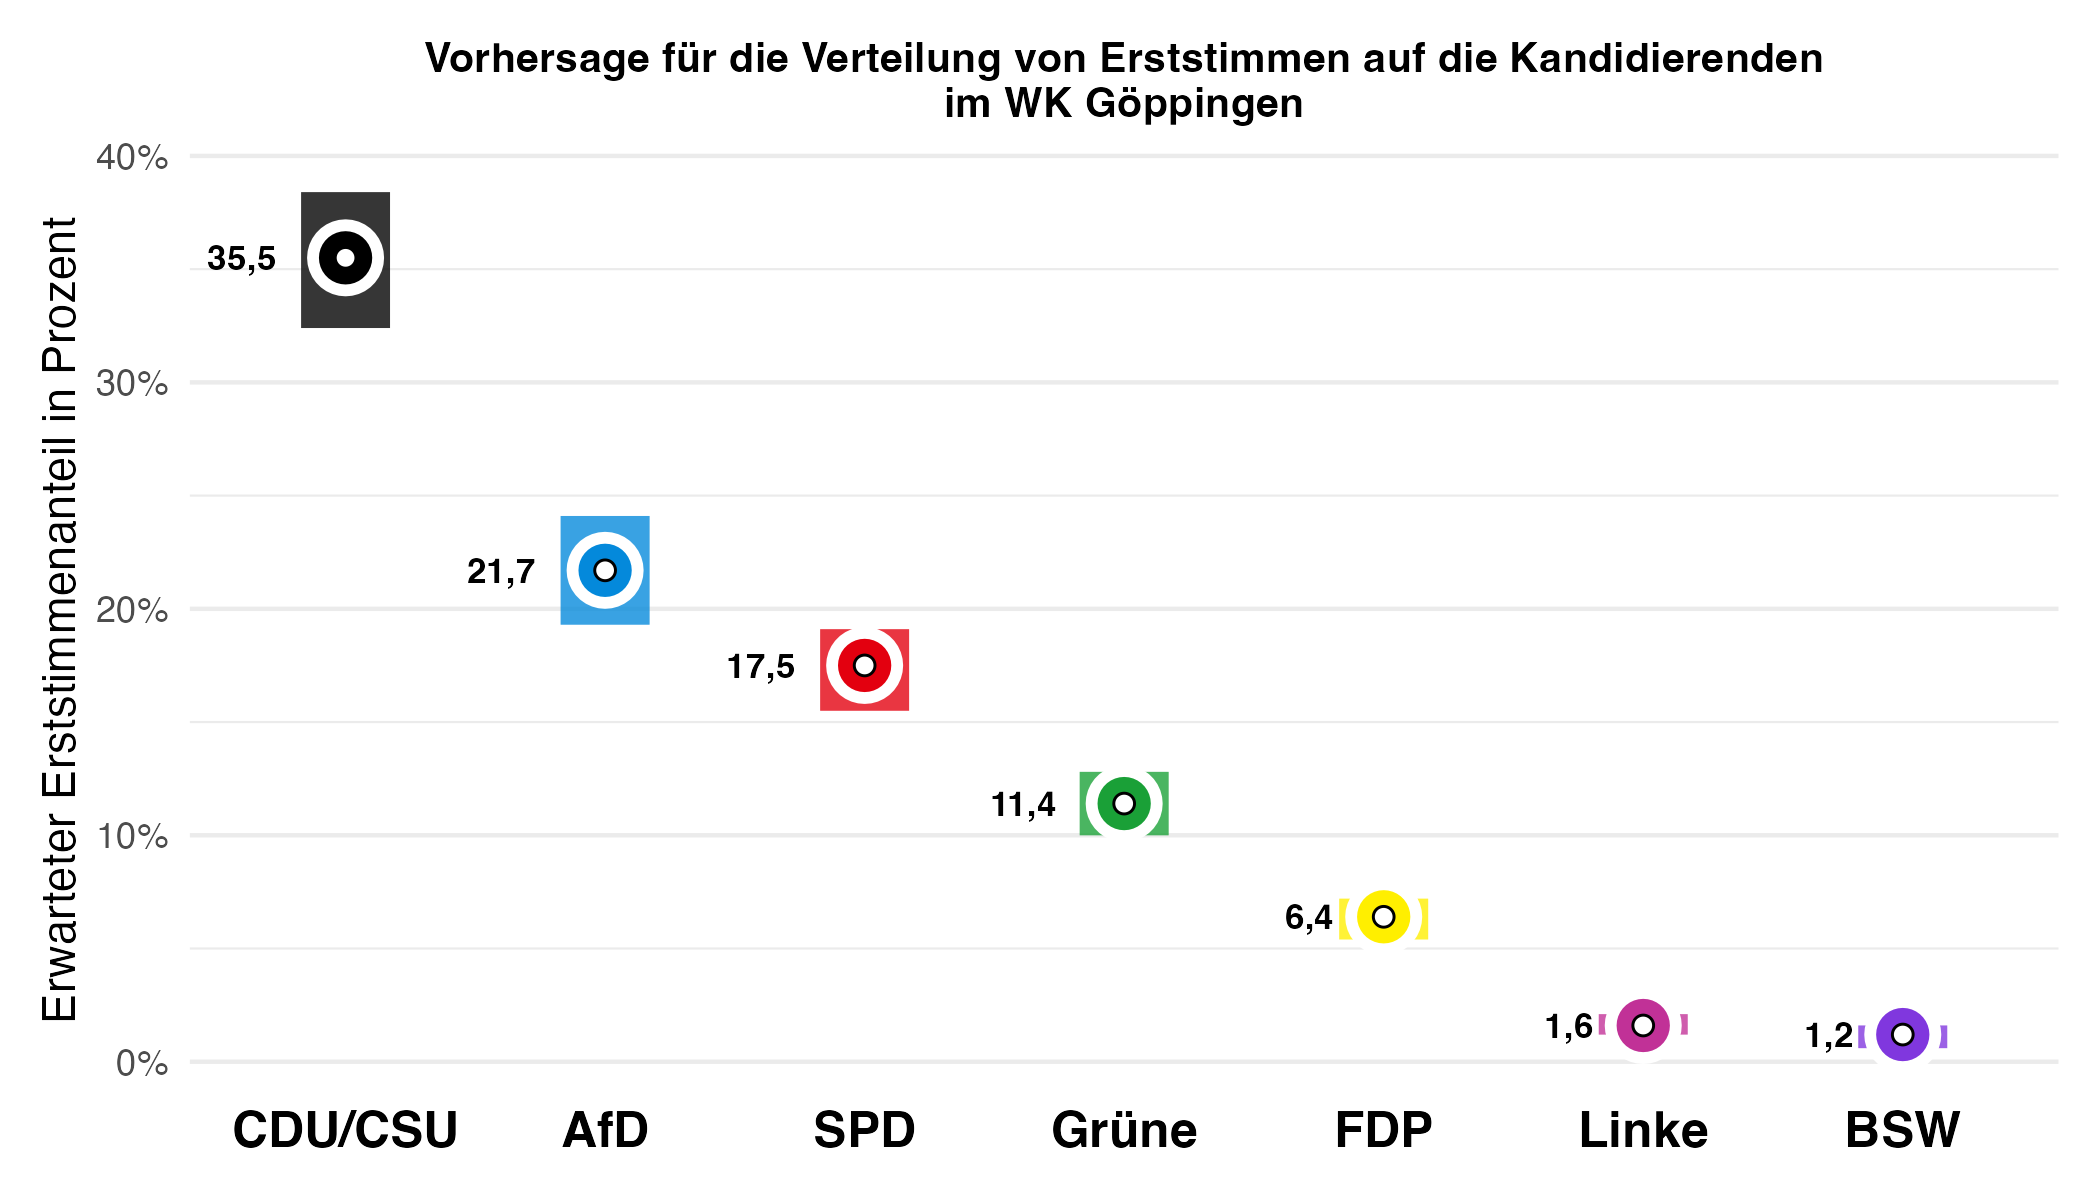 Vorhersage für die Verteilung von Erststimmen auf die Kandidierenden
im WK Göppingen
Erwarteter Erststimmenanteil in Prozent
40%
30%
20%
10%
0%
35,5
21,7
17,5
11,4
6,4
1,6
1,2
CDU/CSU
AfD
SPD
Grüne
FDP
Linke
BSW